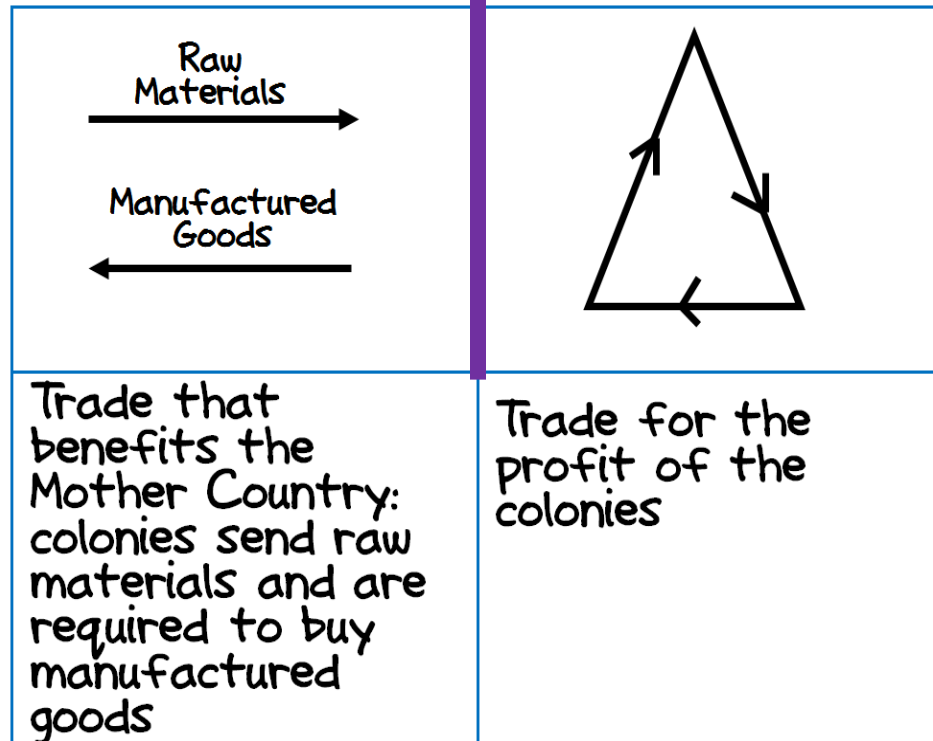 Raw
Materials
Manufactured
Goods
Trade that
benefits the
Mother Country:
colonies send raw
materials and are
required to buy
manufactured
goods
Trade for the
profit of the
colonies